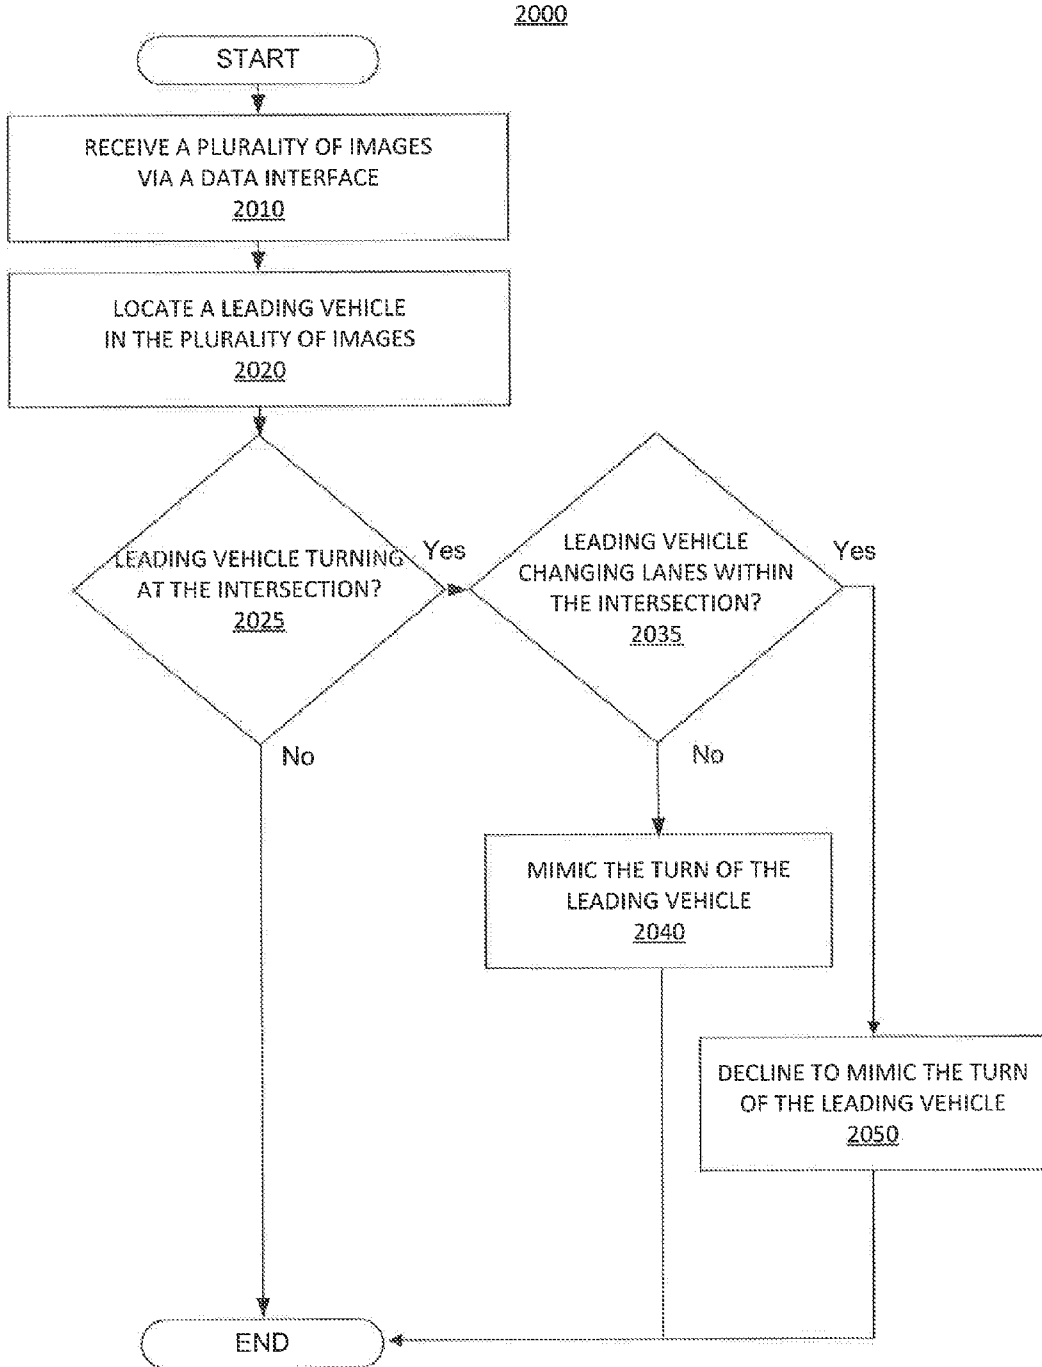 2000
START
RECEIVE A PLURALITY OF IMAGES
VIA A DATA INTERFACE
2010
LOCATE A LEADING VEHICLE
IN THE PLURALITY OF IMAGES
2020
LEADING VEHICLE TURNING
AT THE INTERSECTION?
2025
Yes
No
LEADING VEHICLE
CHANGING LANES WITHIN
THE INTERSECTION?
2035
Yes
No
MIMIC THE TURN OF THE
LEADING VEHICLE
2040
DECLINE TO MIMIC THE TURN
OF THE LEADING VEHICLE
2050
END